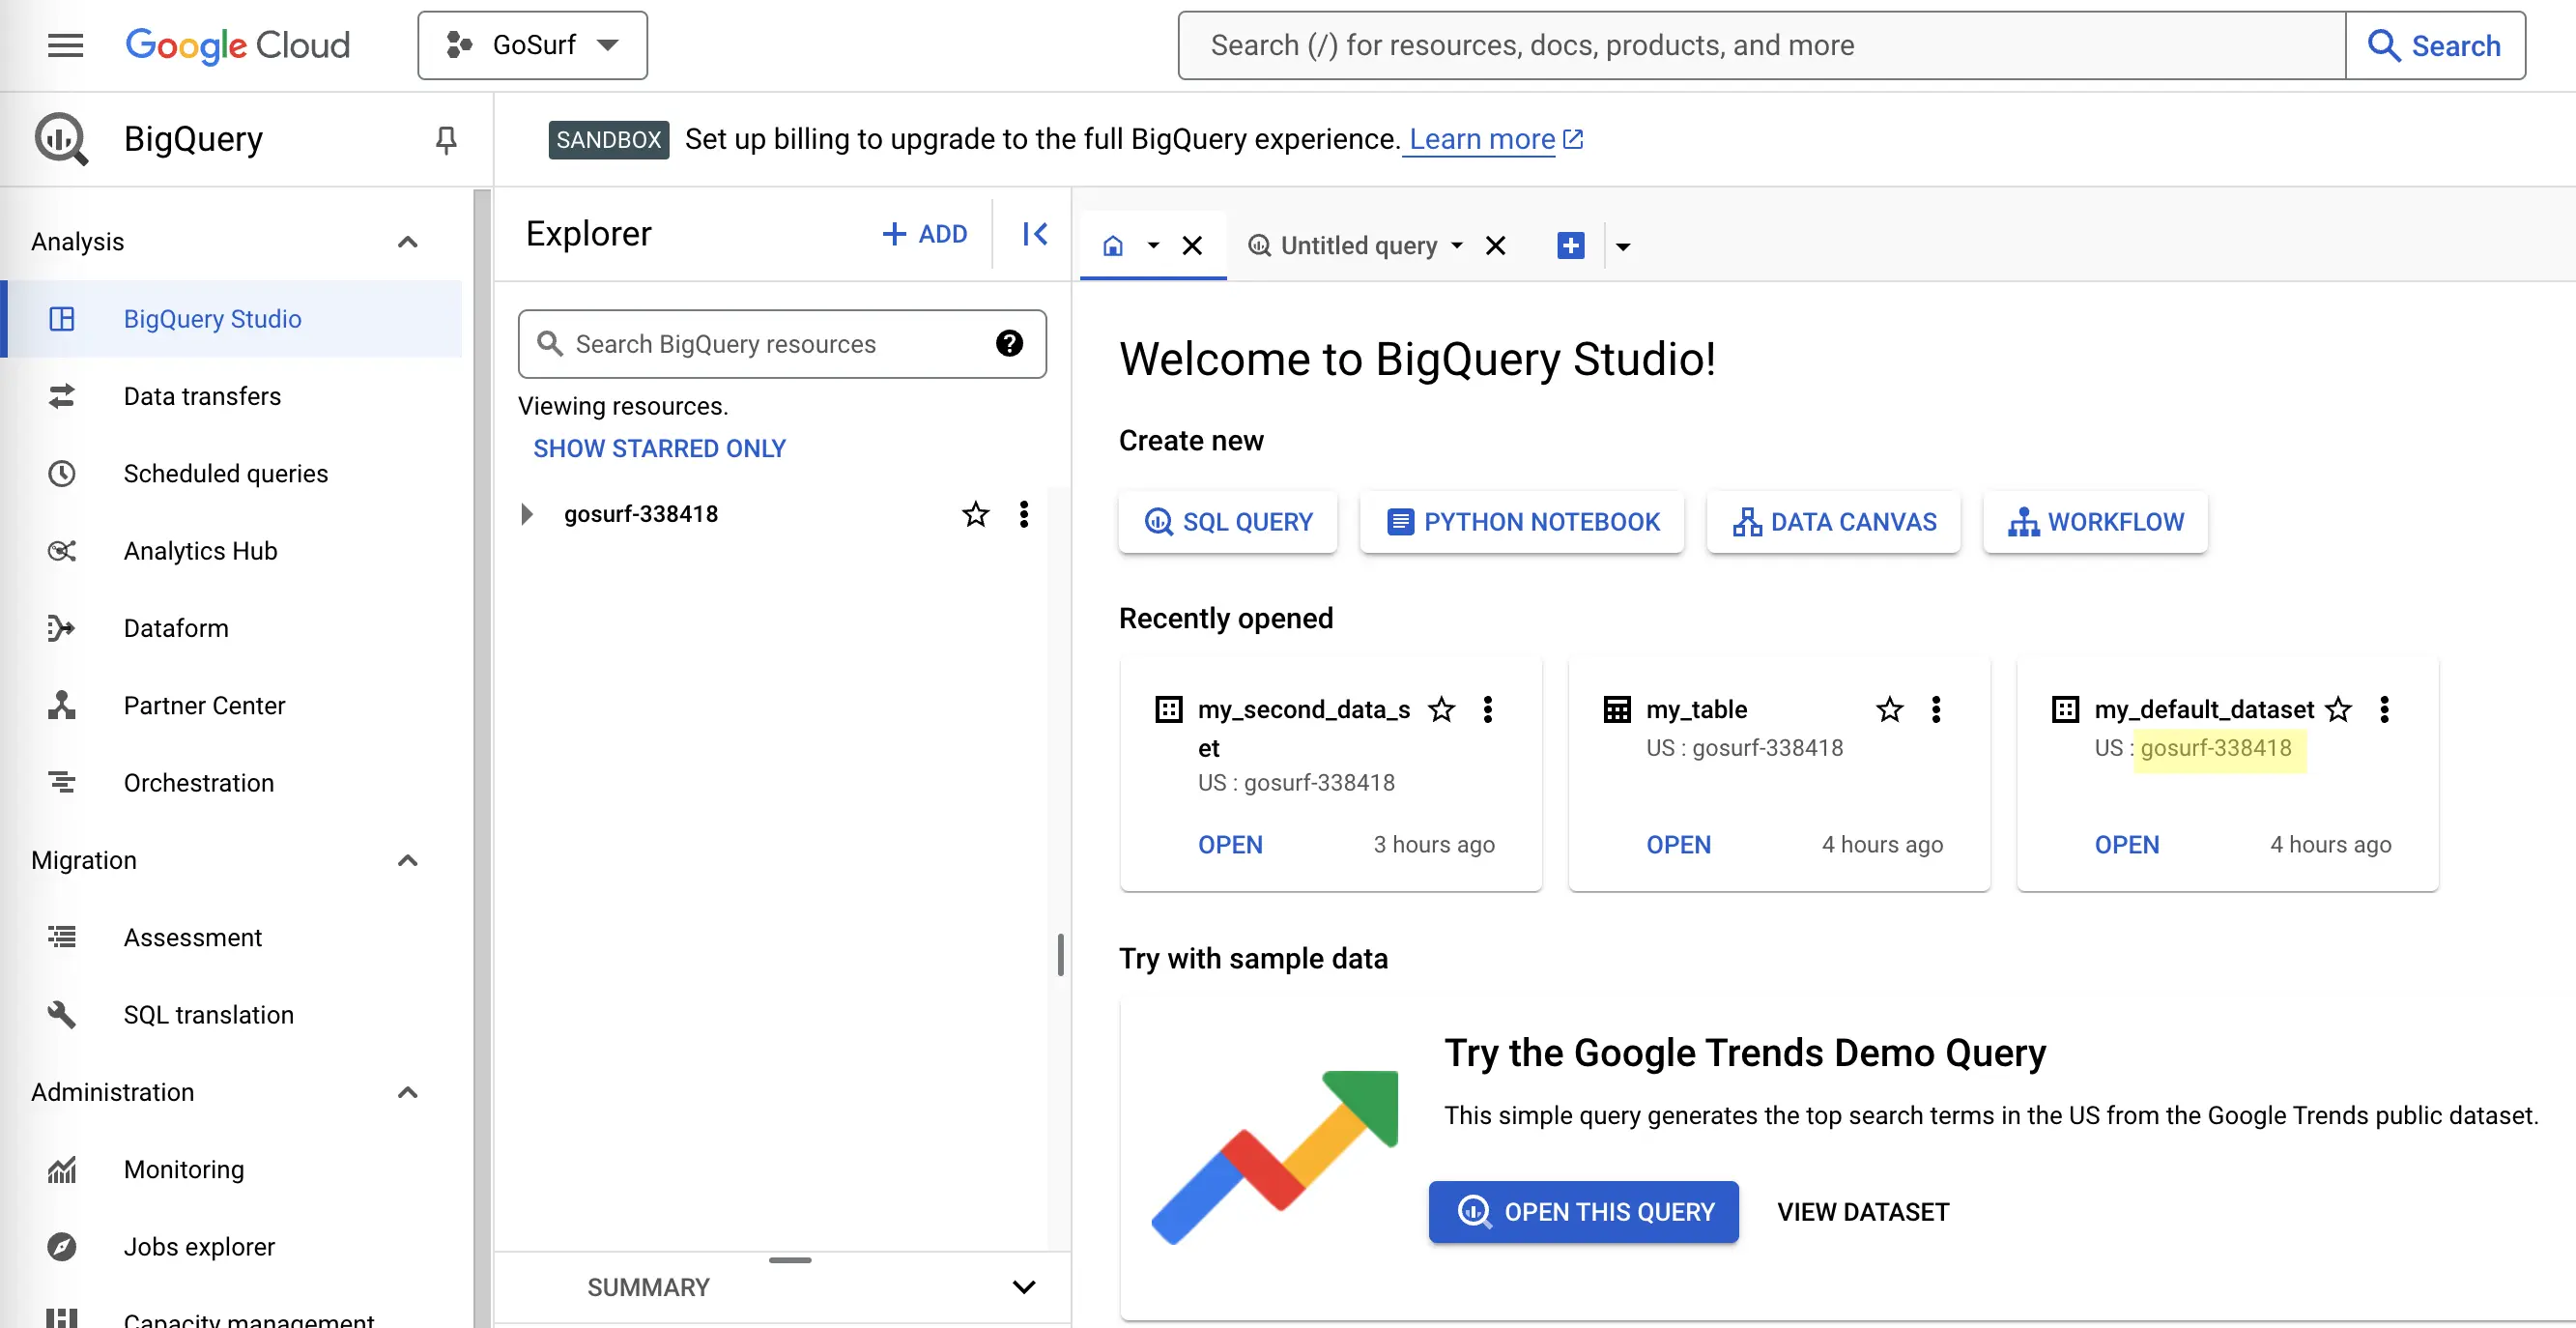 Google Cloud
GoSurf
Search (/) for resources, docs, products, and more
Search
BigQuery
SANDBOX Set up billing to upgrade to the full BigQuery experience. Learn more
Analysis
BigQuery Studio
Data transfers
Scheduled queries
Analytics Hub
Dataform
Partner Center
Orchestration
Migration
Assessment
SQL translation
Administration
Monitoring
Jobs explorer
Capacity management
Explorer
+ ADD
Search BigQuery resources
Viewing resources.
SHOW STARRED ONLY
gosurf-338418
SUMMARY
Untitled query
Welcome to BigQuery Studio!
Create new
SQL QUERY
PYTHON NOTEBOOK
DATA CANVAS
WORKFLOW
Recently opened
my_second_data_s
et
US : gosurf-338418
OPEN
3 hours ago
my_table
US : gosurf-338418
OPEN
4 hours ago
my_default_dataset
US : gosurf-338418
OPEN
4 hours ago
Try with sample data
Try the Google Trends Demo Query
This simple query generates the top search terms in the US from the Google Trends public dataset.
OPEN THIS QUERY
VIEW DATASET